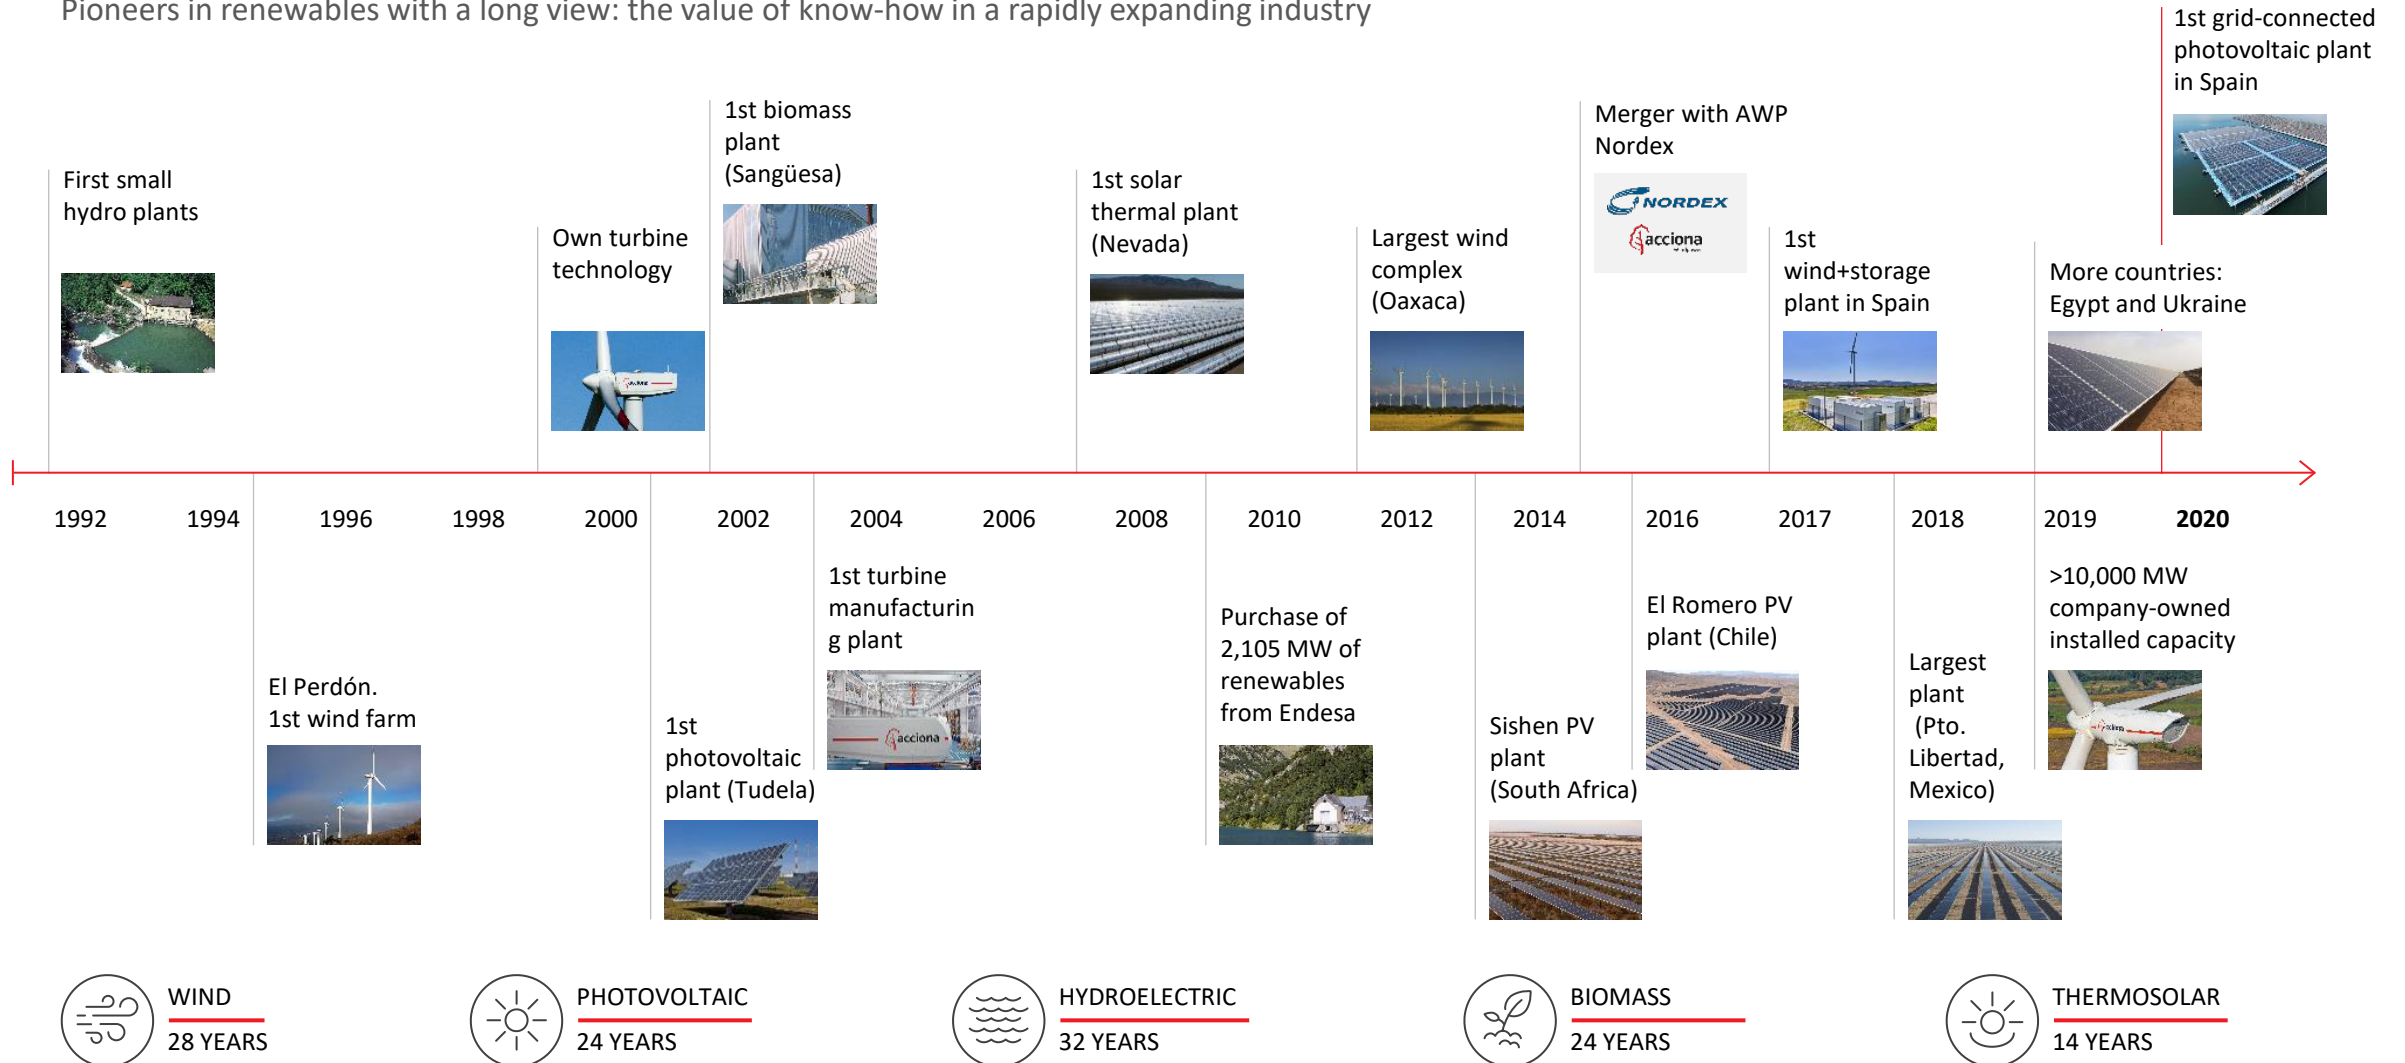 Pioneers in renewables with a long view: the value of know-how in a rapidly expanding industry
1st grid-connected
photovoltaic plant
in Spain
1st biomass
plant
(Sangüesa)
Merger with AWP
Nordex
NORDEX
acciona
First small
hydro plants
1st solar
thermal plant
(Nevada)
Own turbine
technology
acciona
Largest wind
complex
(Oaxaca)
1st
wind+storage
plant in Spain
More countries:
Egypt and Ukraine
1992
1994
1996
1998
2000
2002
2004
2006
2008
2010
2012
2014
2016
2017
2018
2019
2020
1st turbine
manufacturin
g plant
acciona
>10,000 MW
company-owned
installed capacity
acciona
El Romero PV
plant (Chile)
Purchase of
2,105 MW of
renewables
from Endesa
Largest
plant
(Pto.
Libertad,
Mexico)
El Perdón.
1st wind farm
1st
photovoltaic
plant (Tudela)
Sishen PV
plant
(South Africa)
WIND
28 YEARS
PHOTOVOLTAIC
24 YEARS
HYDROELECTRIC
32 YEARS
BIOMASS
24 YEARS
THERMOSOLAR
14 YEARS